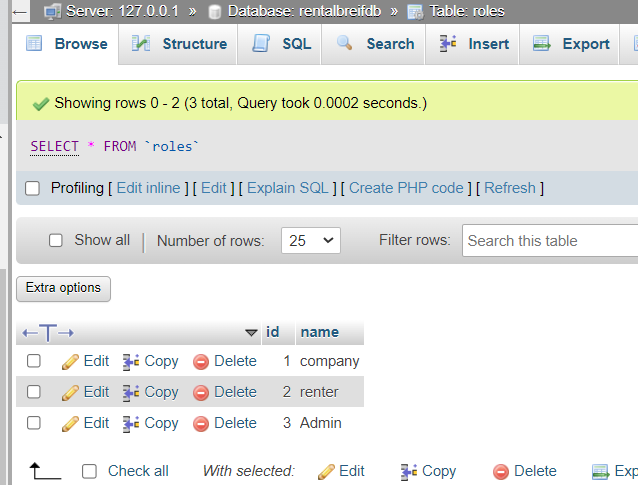 Server: 127.0.0.1 » Database: rentalbreifdb » Table: roles
Browse Structure SQL Search Insert Export
Showing rows 0 - 2 (3 total, Query took 0.0002 seconds.)
SELECT * FROM `roles`
Profiling [ Edit inline ] [ Edit ] [ Explain SQL ] [ Create PHP code ] [ Refresh ]
Show all Number of rows: 25 Filter rows: Search this table
Extra options
←T→ id name
Edit Copy Delete 1 company
Edit Copy Delete 2 renter
Edit Copy Delete 3 Admin
Check all With selected: Edit Copy Delete Exp